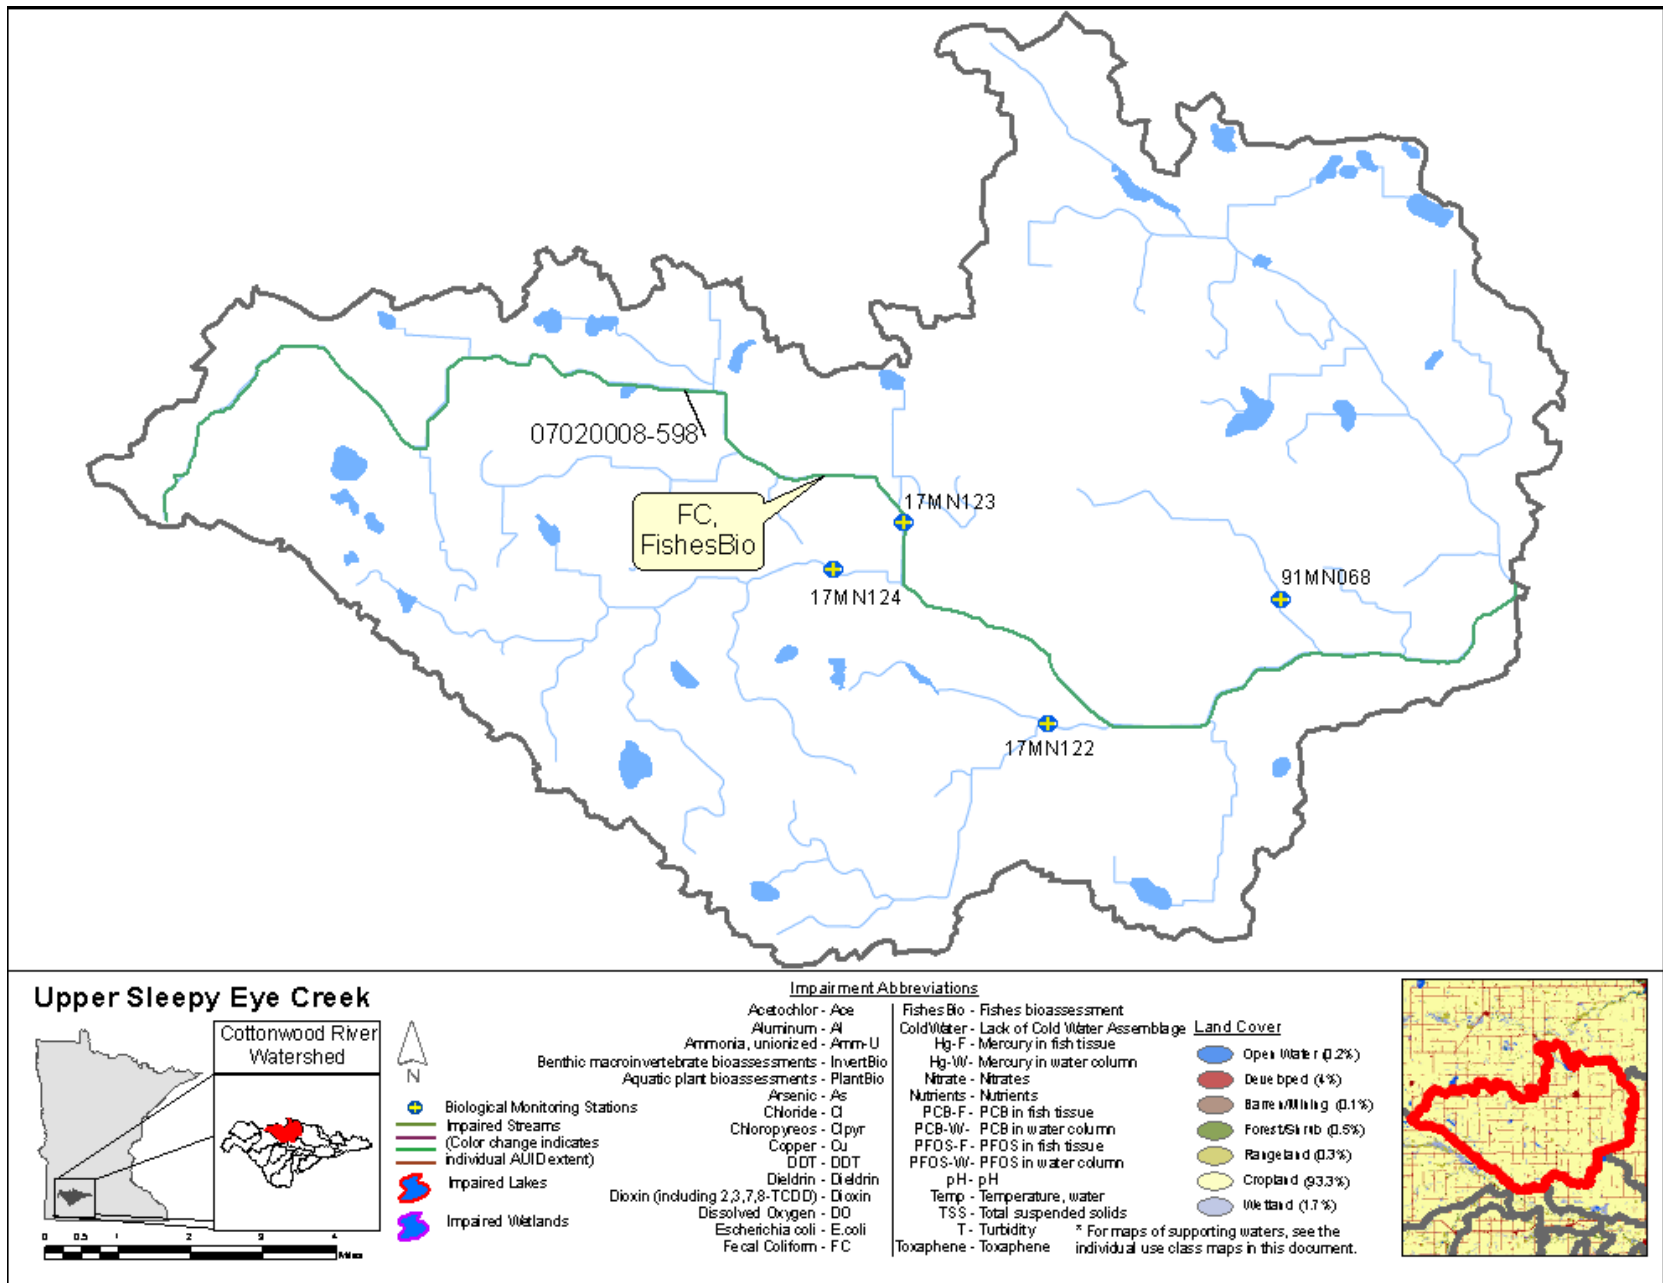 07020008-598
FC,
FishesBio
17MN123
17MN124
91MN068
17MN122
Upper Sleepy Eye Creek
Cottonwood River
Watershed
N
0 0.5 1 2 3 4
Miles
Biological Monitoring Stations
Impaired Streams
(Color change indicates
individual AUID extent)
Impaired Lakes
Impaired Wetlands
Impairment Abbreviations
Acetochlor - Ace
Aluminum - Al
Ammonia, unionized - Amm-U
Benthic macroinvertebrate bioassessments - InvertBio
Aquatic plant bioassessments - PlantBio
Arsenic - As
Chloride - Cl
Chloropyreos - Clpyr
Copper - Cu
DDT - DDT
Dieldrin - Dieldrin
Dioxin (including 2,3,7,8-TCDD) - Dioxin
Dissolved Oxygen - DO
Escherichia coli - E.coli
Fecal Coliform - FC
FishesBio - Fishes bioassessment
ColdWater - Lack of Cold Water Assemblage
Hg-F - Mercury in fish tissue
Hg-W - Mercury in water column
Nitrate - Nitrates
Nutrients - Nutrients
PCB-F - PCB in fish tissue
PCB-W - PCB in water column
PFOS-F - PFOS in fish tissue
PFOS-W - PFOS in water column
pH - pH
Temp - Temperature, water
TSS - Total suspended solids
T - Turbidity
Toxaphene - Toxaphene
* For maps of supporting waters, see the
individual use class maps in this document.
Land Cover
Open Water (0.2%)
Developed (4%)
Barren/Mining (0.1%)
Forest/Shrub (0.5%)
Rangeland (0.3%)
Cropland (93.3%)
Wetland (1.7%)